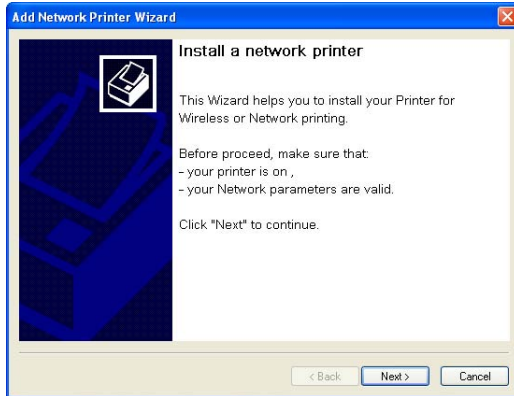 Add Network Printer Wizard
Install a network printer
This Wizard helps you to install your Printer for
Wireless or Network printing.
Before proceed, make sure that:
- your printer is on ,
- your Network parameters are valid.
Click "Next" to continue.
< Back Next > Cancel